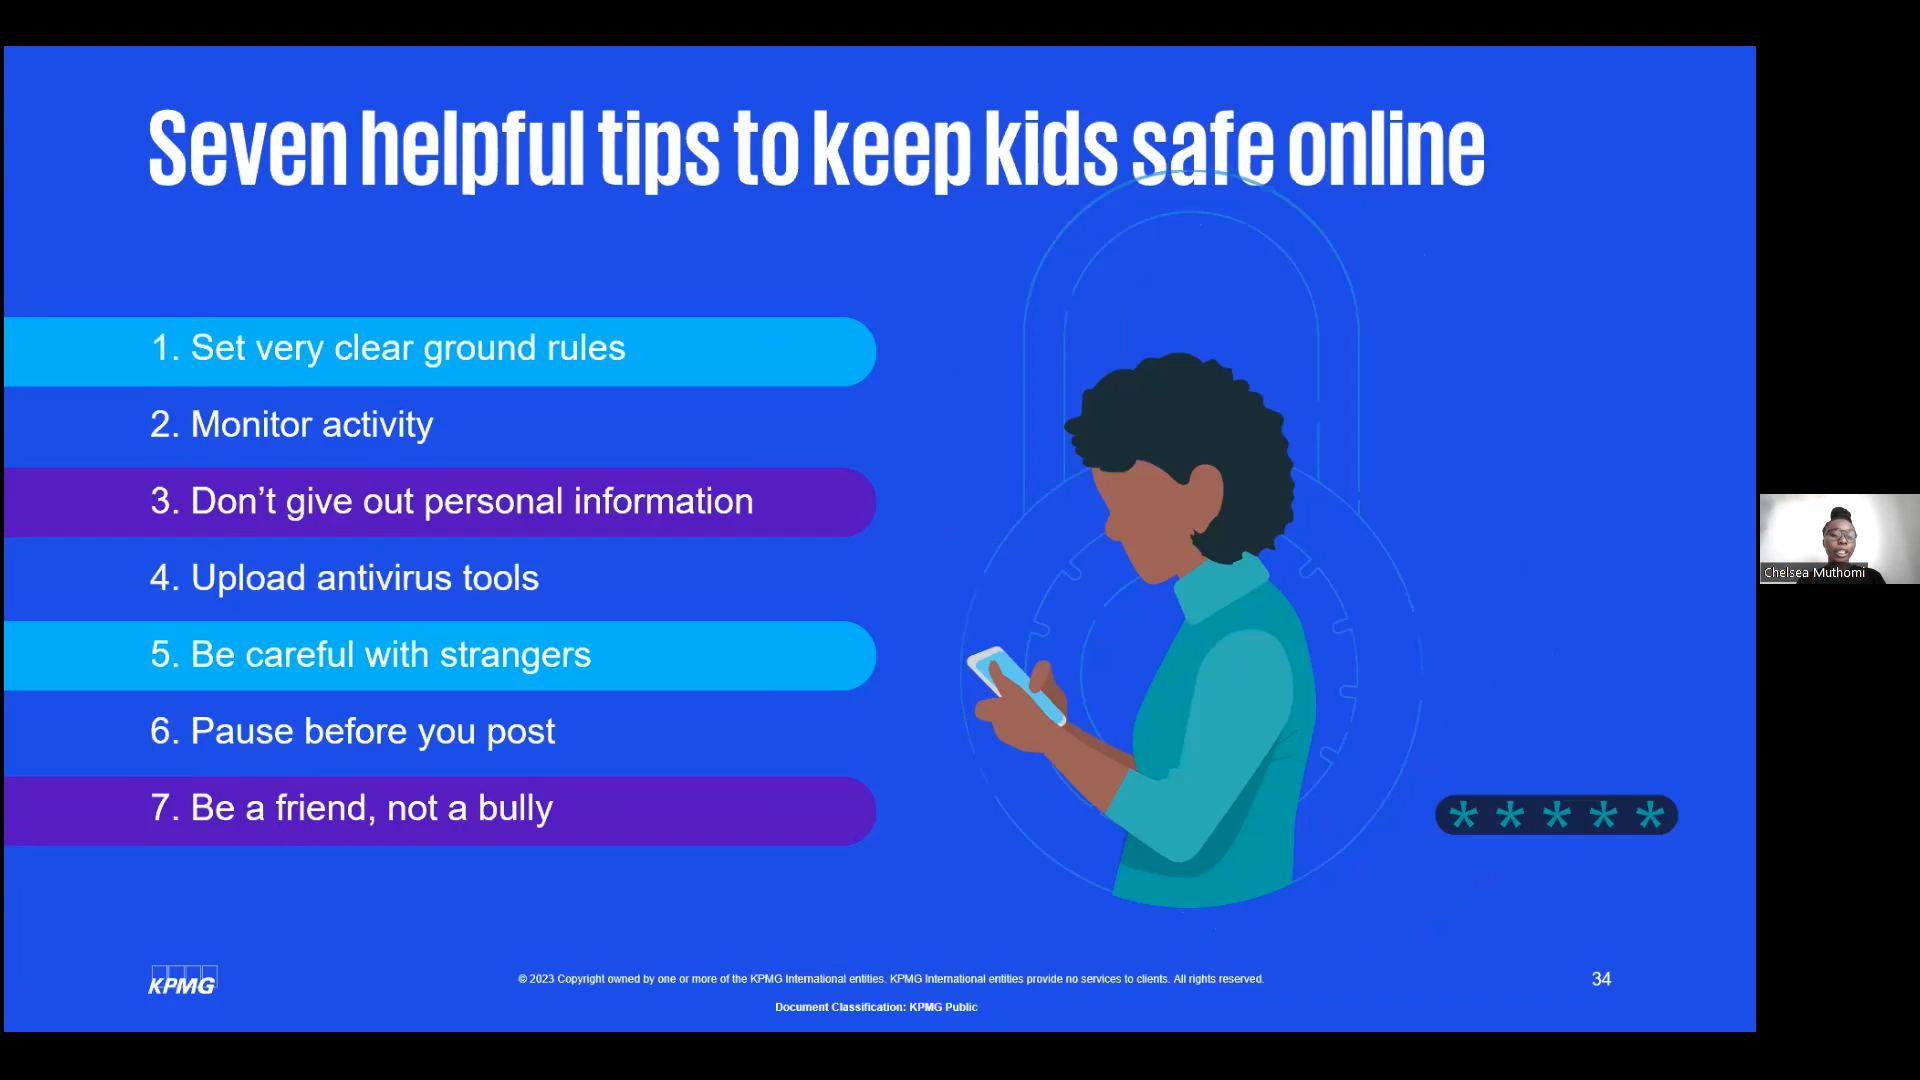 Seven helpful tips to keep kids safe online
1. Set very clear ground rules
2. Monitor activity
3. Don’t give out personal information
4. Upload antivirus tools
5. Be careful with strangers
6. Pause before you post
7. Be a friend, not a bully
* * * * *
Chelsea Muthomi
KPMG
© 2023 Copyright owned by one or more of the KPMG International entities. KPMG International entities provide no services to clients. All rights reserved.
34
Document Classification: KPMG Public